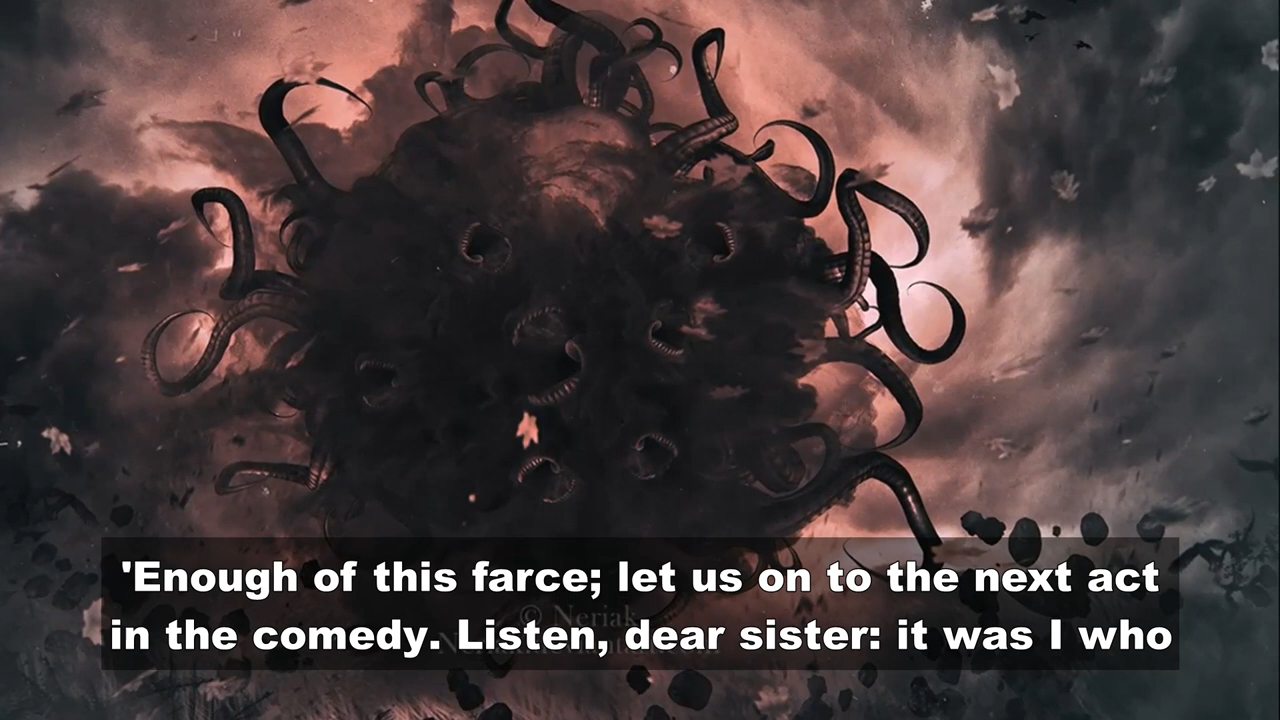 © Neriak
'Enough of this farce; let us on to the next act
in the comedy. Listen, dear sister: it was I who